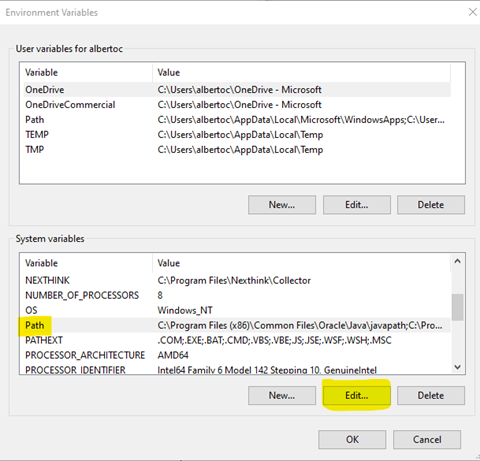 Environment Variables
User variables for albertoc
Variable Value
OneDrive C:\Users\albertoc\OneDrive - Microsoft
OneDriveCommercial C:\Users\albertoc\OneDrive - Microsoft
Path C:\Users\albertoc\AppData\Local\Microsoft\WindowsApps;C:\User...
TEMP C:\Users\albertoc\AppData\Local\Temp
TMP C:\Users\albertoc\AppData\Local\Temp
New... Edit... Delete
System variables
Variable Value
NEXTHINK C:\Program Files\Nexthink\Collector
NUMBER_OF_PROCESSORS 8
OS Windows_NT
Path C:\Program Files (x86)\Common Files\Oracle\Java\javapath;C:\Pro...
PATHEXT .COM;.EXE;.BAT;.CMD;.VBS;.VBE;.JS;.JSE;.WSF;.WSH;.MSC
PROCESSOR_ARCHITECTURE AMD64
PROCESSOR_IDENTIFIER Intel64 Family 6 Model 142 Stepping 10, GenuineIntel
New... Edit... Delete
OK Cancel